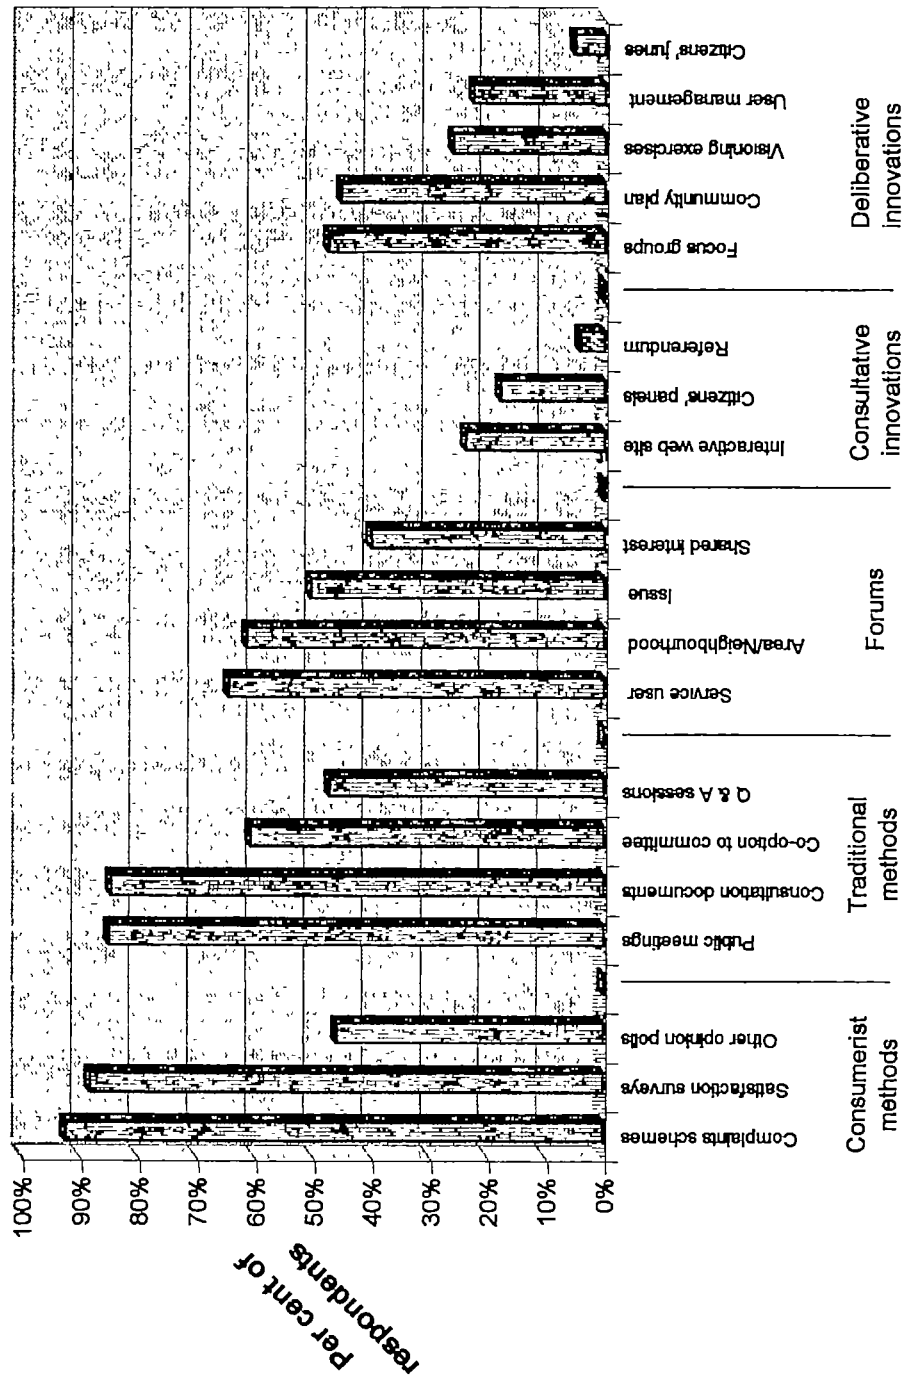 Per cent of
respondents
100%
90%
80%
70%
60%
50%
40%
30%
20%
10%
0%
Complaints schemes
Satisfaction surveys
Other opinion polls
Public meetings
Consultation documents
Co-option to committee
Q & A sessions
Service user
Area/Neighbourhood
Issue
Shared interest
Interactive web site
Citizens' panels
Referendum
Focus groups
Community plan
Visioning exercises
User management
Citizens' juries
Consumerist
methods
Traditional
methods
Forums
Consultative
innovations
Deliberative
innovations